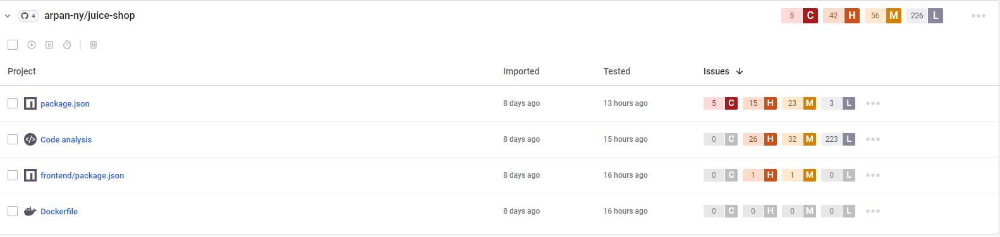 4 arpan-ny/juice-shop 5 C 42 H 56 M 226 L
Project Imported Tested Issues
package.json 8 days ago 13 hours ago 5 C 15 H 23 M 3 L
Code analysis 8 days ago 15 hours ago 0 C 26 H 32 M 223 L
frontend/package.json 8 days ago 16 hours ago 0 C 1 H 1 M 0 L
Dockerfile 8 days ago 16 hours ago 0 C 0 H 0 M 0 L